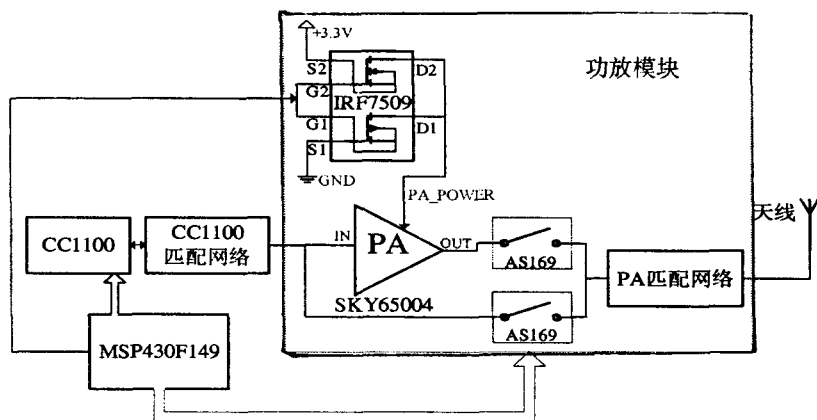 +3.3V
S2
D2
G2
IRF7509
G1
D1
S1
GND
功放模块
PA_POWER
天线
CC1100
CC1100
匹配网络
IN
PA
OUT
AS169
SKY65004
AS169
PA匹配网络
MSP430F149